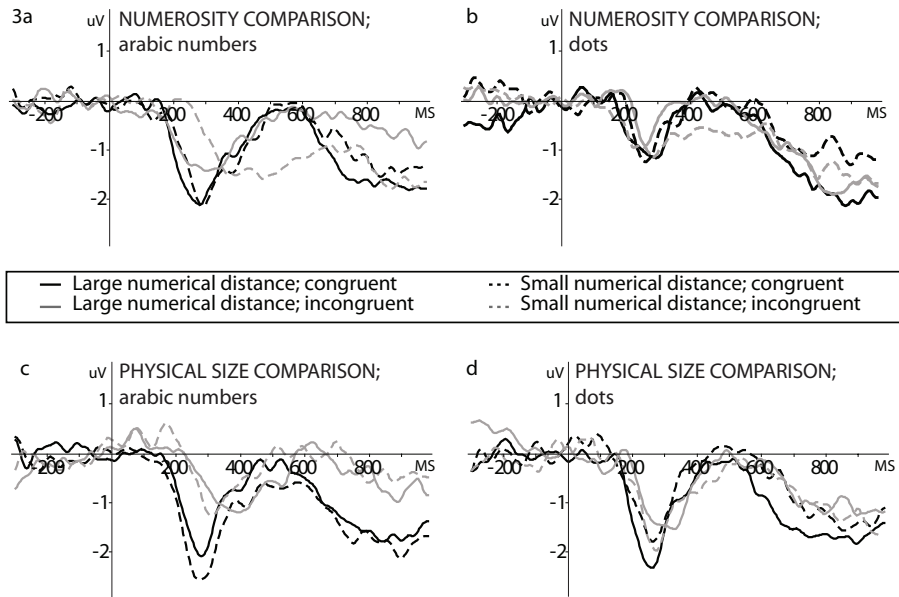 3a
uV NUMEROSITY COMPARISON;
arabic numbers
1
-200 200 400 600 800 MS
-1
-2
b
uV NUMEROSITY COMPARISON;
dots
1
-200 200 400 600 800 MS
-1
-2
Large numerical distance; congruent
Large numerical distance; incongruent
Small numerical distance; congruent
Small numerical distance; incongruent
c
uV PHYSICAL SIZE COMPARISON;
arabic numbers
1
-200 200 400 600 800 MS
-1
-2
d
uV PHYSICAL SIZE COMPARISON;
dots
1
-200 200 400 600 800 MS
-1
-2